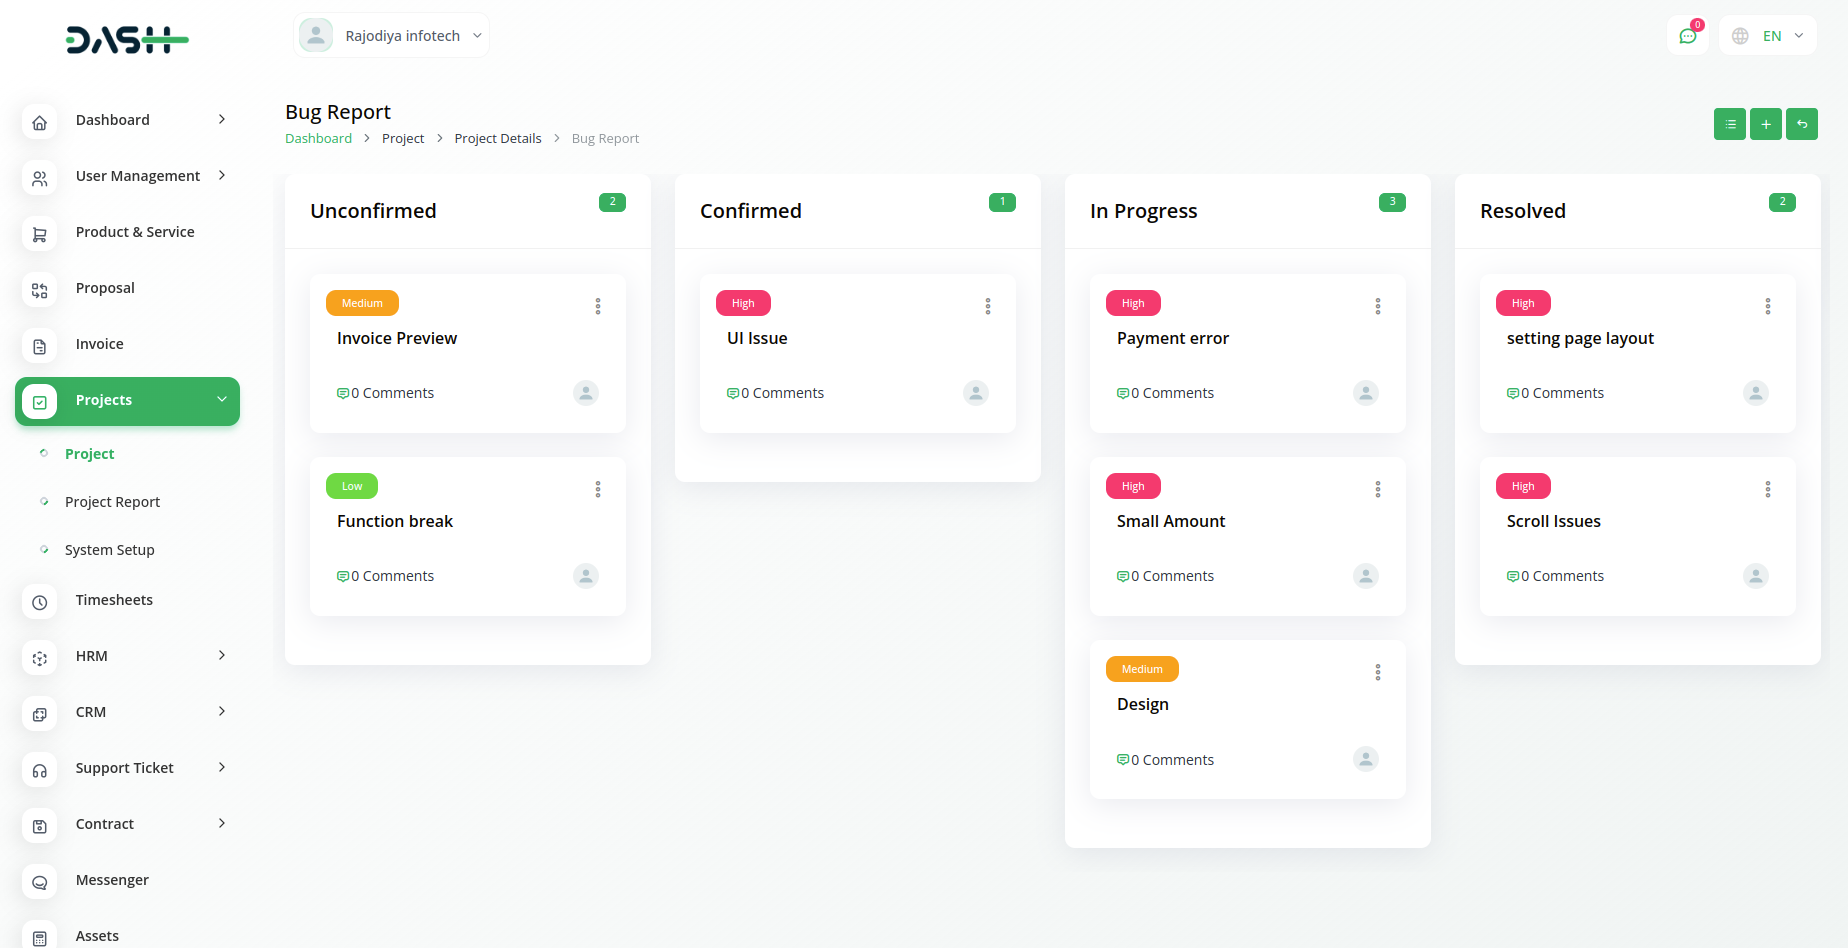 DASH
Rajodiya infotech
0
EN
Dashboard
User Management
Product & Service
Proposal
Invoice
Projects
Project
Project Report
System Setup
Timesheets
HRM
CRM
Support Ticket
Contract
Messenger
Assets
Bug Report
Dashboard > Project > Project Details > Bug Report
Unconfirmed 2
Medium
Invoice Preview
0 Comments
Low
Function break
0 Comments
Confirmed 1
High
UI Issue
0 Comments
In Progress 3
High
Payment error
0 Comments
High
Small Amount
0 Comments
Medium
Design
0 Comments
Resolved 2
High
setting page layout
0 Comments
High
Scroll Issues
0 Comments